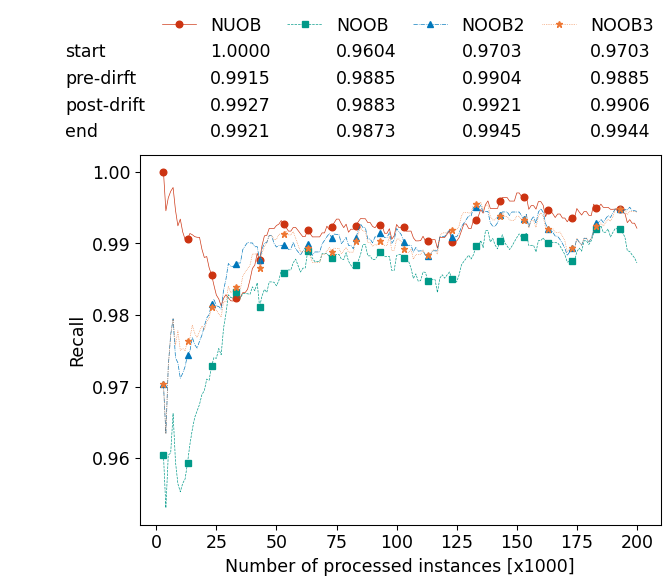 NUOB NOOB NOOB2 NOOB3
start 1.0000 0.9604 0.9703 0.9703
pre-dirft 0.9915 0.9885 0.9904 0.9885
post-drift 0.9927 0.9883 0.9921 0.9906
end 0.9921 0.9873 0.9945 0.9944
1.00
0.99
0.98
0.97
0.96
Recall
0 25 50 75 100 125 150 175 200
Number of processed instances [x1000]